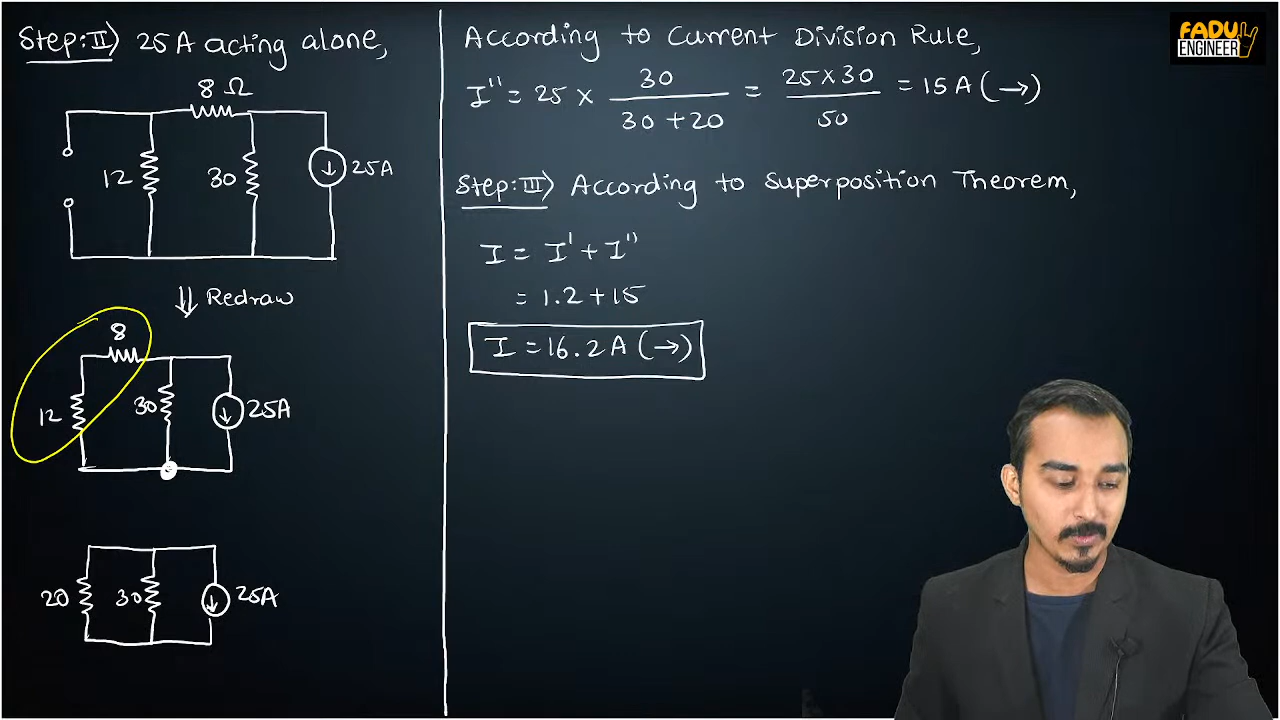 Step:II) 25 A acting alone,
8 Ω
12
30
25A
⇓ Redraw
8
12
30
25A
20
30
25A
According to Current Division Rule,
I'' = 25 × 30 / (30 + 20) = 25×30 / 50 = 15 A (→)
Step:III) According to Superposition Theorem,
I = I' + I''
= 1.2 + 15
I = 16.2 A (→)
FADU
ENGINEER